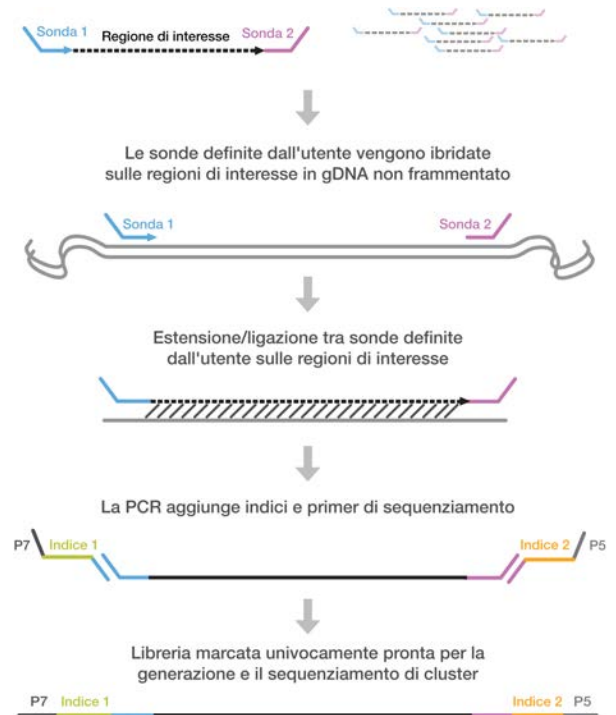 Sonda 1 Regione di interesse Sonda 2
Le sonde definite dall'utente vengono ibridate
sulle regioni di interesse in gDNA non frammentato
Sonda 1 Sonda 2
Estensione/ligazione tra sonde definite
dall'utente sulle regioni di interesse
La PCR aggiunge indici e primer di sequenziamento
P7 Indice 1 Indice 2 P5
Libreria marcata univocamente pronta per la
generazione e il sequenziamento di cluster
P7 Indice 1 Indice 2 P5